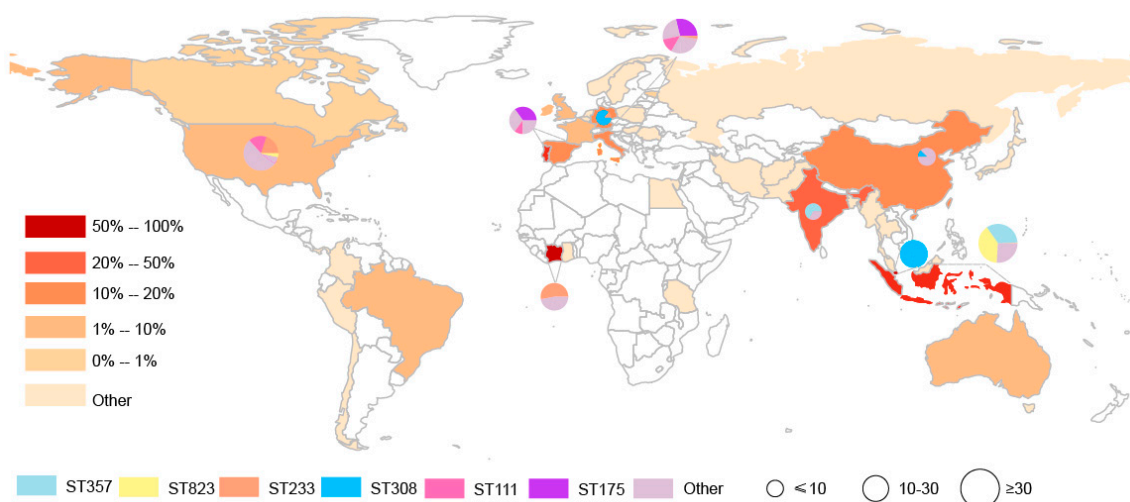 50% -- 100%
20% -- 50%
10% -- 20%
1% -- 10%
0% -- 1%
Other
ST357 ST823 ST233 ST308 ST111 ST175 Other ≤10 10-30 ≥30